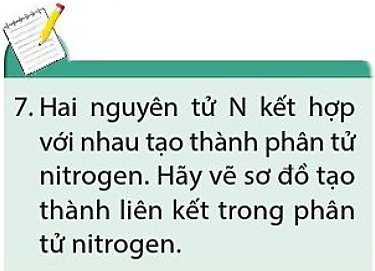 7. Hai nguyên tử N kết hợp
với nhau tạo thành phân tử
nitrogen. Hãy vẽ sơ đồ tạo
thành liên kết trong phân
tử nitrogen.